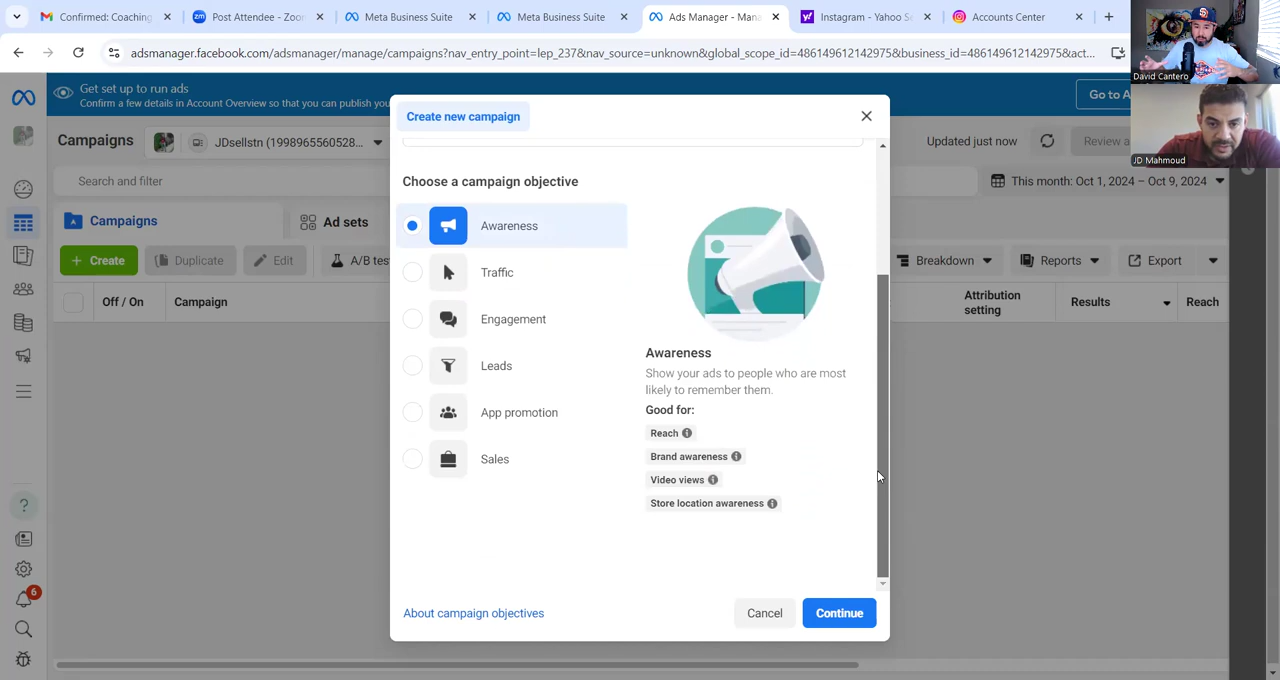 Confirmed: Coaching
Post Attendee - Zoom
Meta Business Suite
Meta Business Suite
Ads Manager - Mana
Instagram - Yahoo Se
Accounts Center
adsmanager.facebook.com/adsmanager/manage/campaigns?nav_entry_point=lep_237&nav_source=unknown&global_scope_id=486149612142975&business_id=486149612142975&act...
David Cantero
JD Mahmoud
Get set up to run ads
Confirm a few details in Account Overview so that you can publish you
Go to A
Campaigns
JDsellstn (1998965560528...
Updated just now
Review a
Search and filter
This month: Oct 1, 2024 – Oct 9, 2024
Campaigns
Ad sets
+ Create
Duplicate
Edit
A/B tes
Breakdown
Reports
Export
Off / On
Campaign
Attribution
setting
Results
Reach
Create new campaign
Choose a campaign objective
Awareness
Traffic
Engagement
Leads
App promotion
Sales
Awareness
Show your ads to people who are most
likely to remember them.
Good for:
Reach
Brand awareness
Video views
Store location awareness
About campaign objectives
Cancel
Continue
6